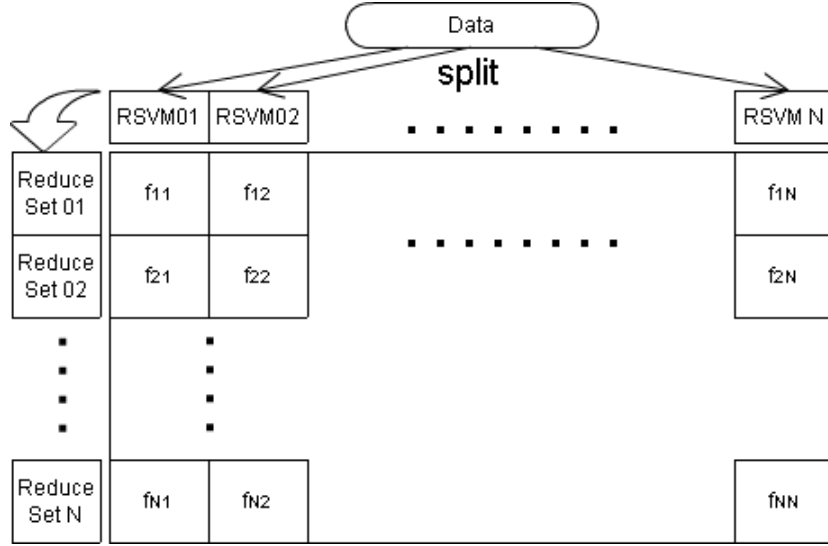 Data
split
RSVM01 RSVM02 RSVM N
Reduce
Set 01
f11 f12 f1N
Reduce
Set 02
f21 f22 f2N
Reduce
Set N
fN1 fN2 fNN